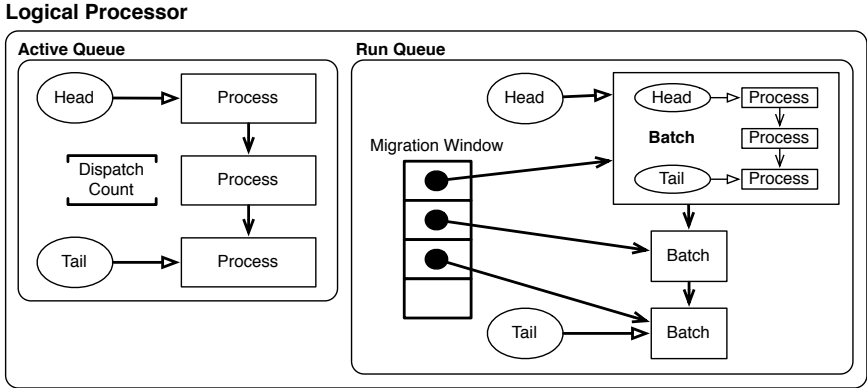 Logical Processor
Active Queue
Head
Process
Dispatch
Count
Process
Tail
Process
Run Queue
Head
Head
Process
Batch
Process
Tail
Process
Migration Window
Batch
Tail
Batch